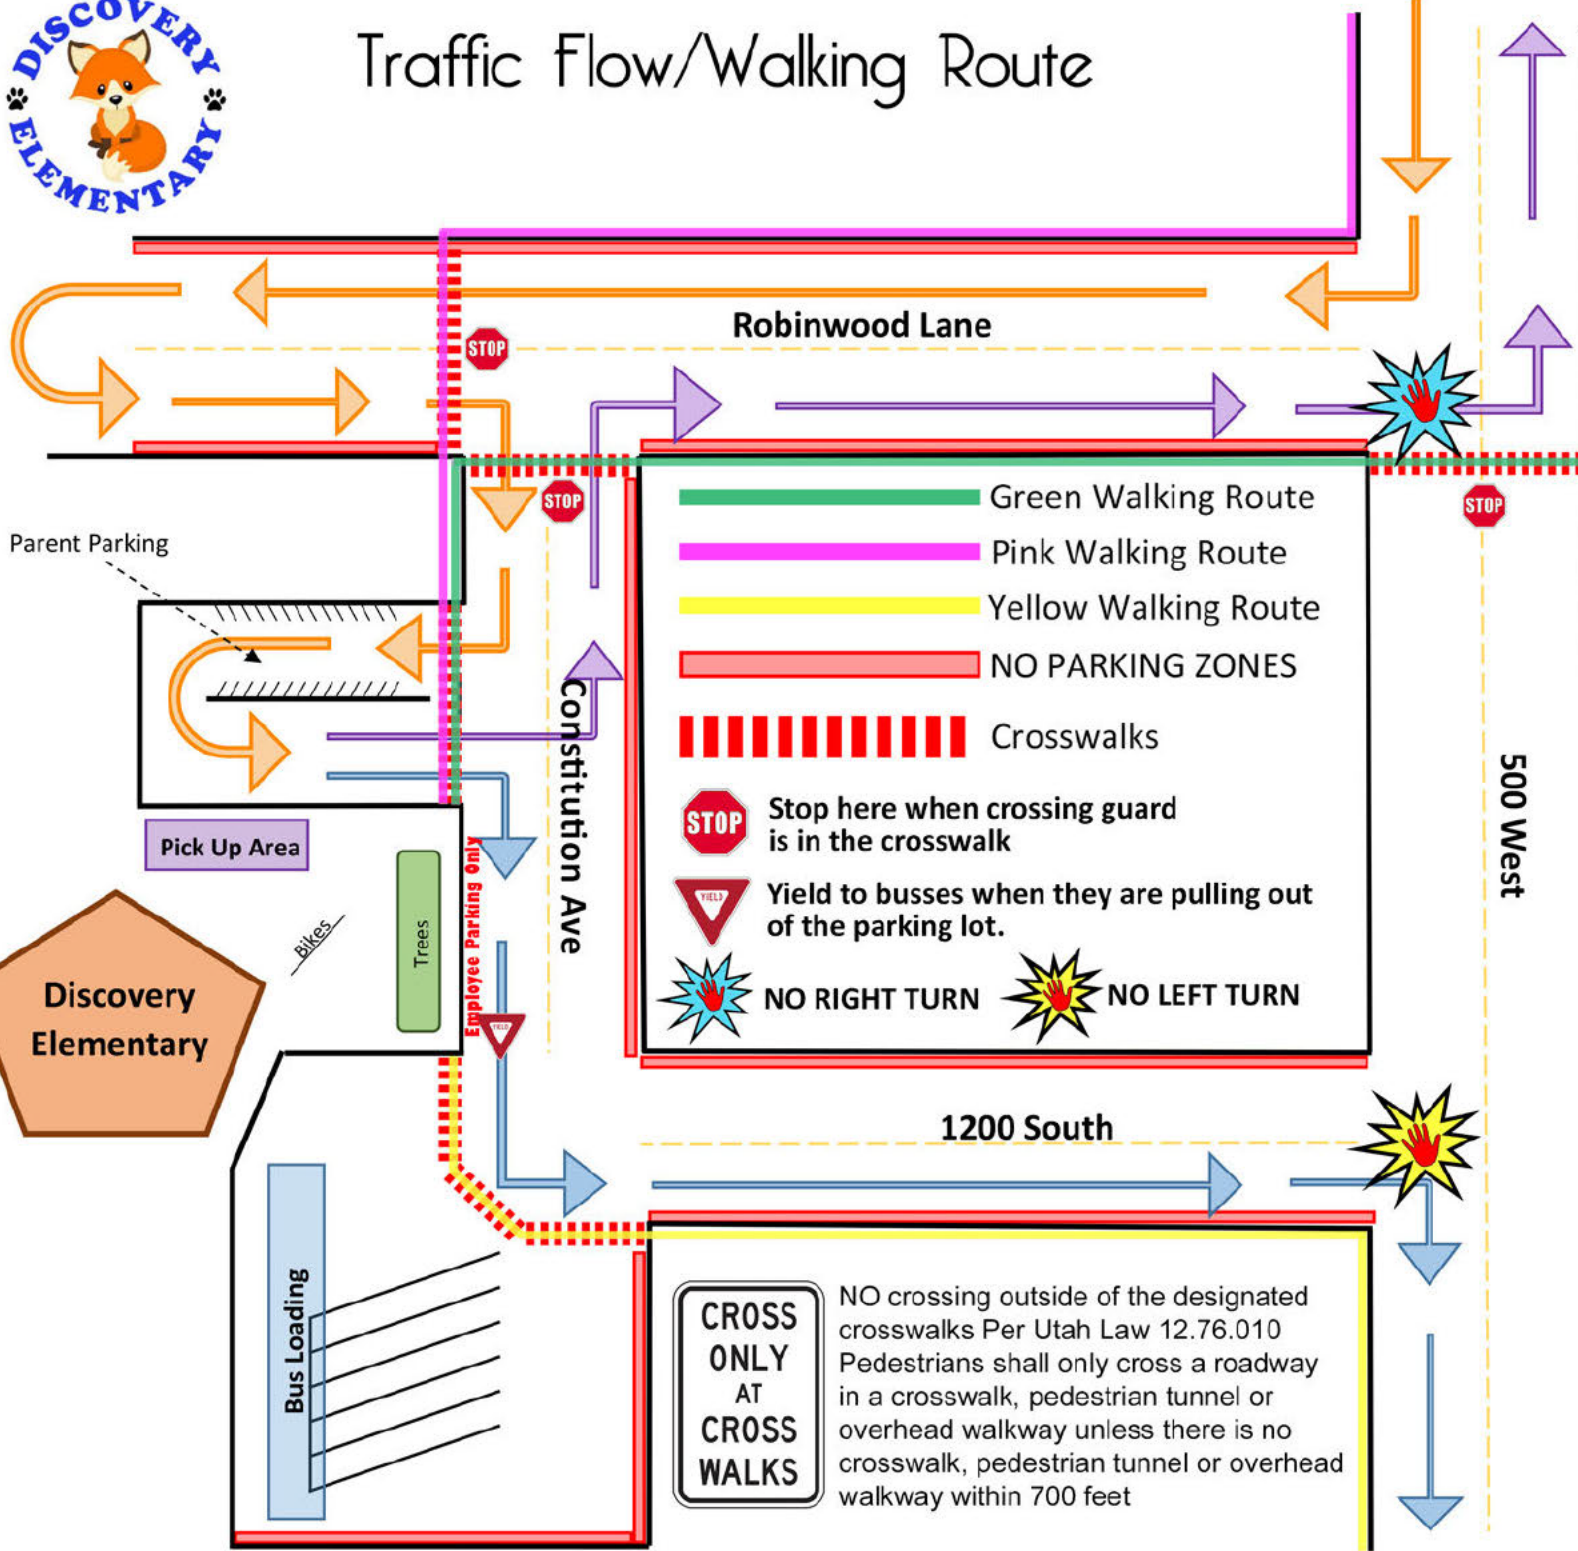 DISCOVERY
ELEMENTARY
Traffic Flow/Walking Route
Robinwood Lane
STOP
STOP
STOP
Parent Parking
Green Walking Route
Pink Walking Route
Yellow Walking Route
NO PARKING ZONES
Crosswalks
STOP
Stop here when crossing guard
is in the crosswalk
YIELD
Yield to busses when they are pulling out
of the parking lot.
NO RIGHT TURN
NO LEFT TURN
Constitution Ave
500 West
Pick Up Area
Employee Parking Only
Trees
Bikes
YIELD
Discovery
Elementary
1200 South
Bus Loading
CROSS
ONLY
AT
CROSS
WALKS
NO crossing outside of the designated
crosswalks Per Utah Law 12.76.010
Pedestrians shall only cross a roadway
in a crosswalk, pedestrian tunnel or
overhead walkway unless there is no
crosswalk, pedestrian tunnel or overhead
walkway within 700 feet